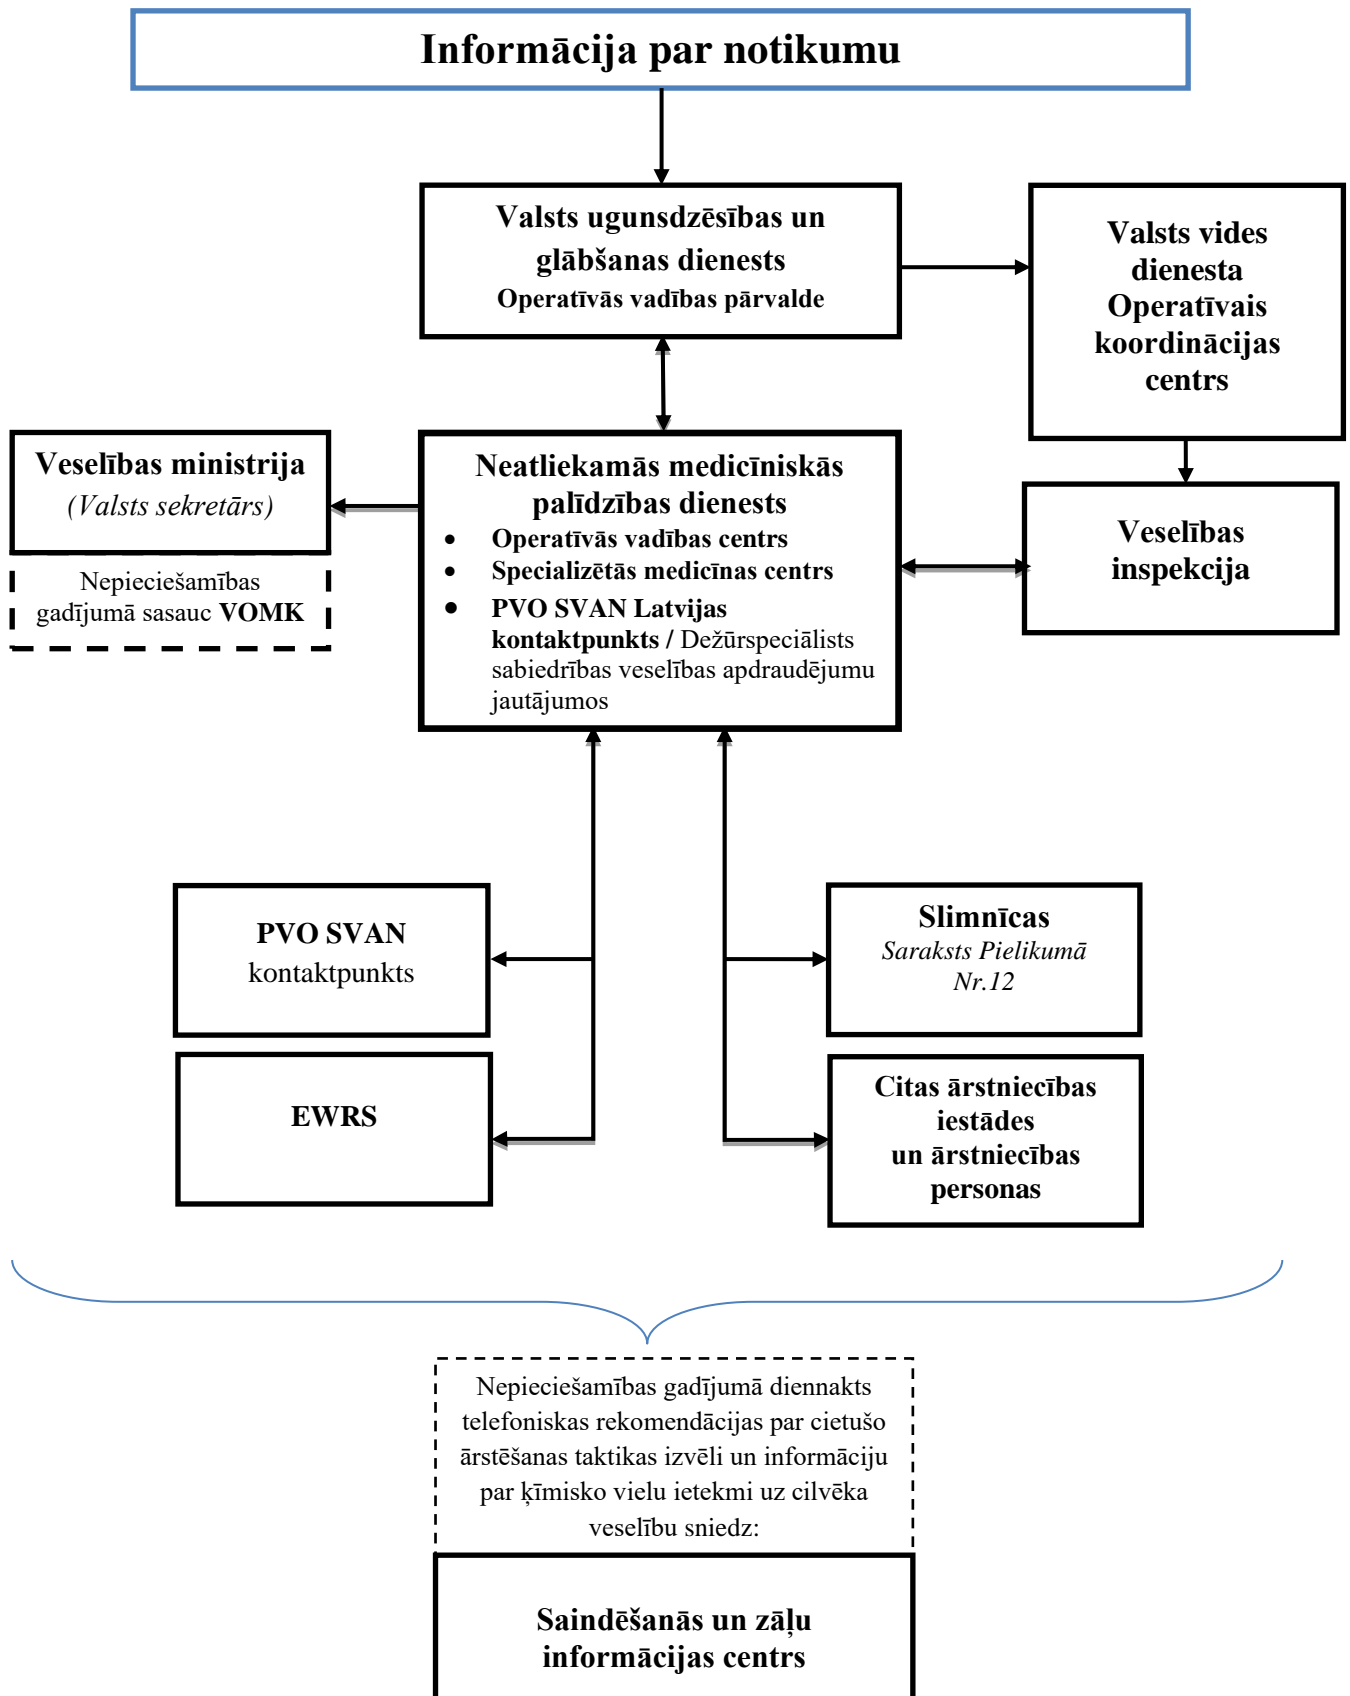 Informācija par notikumu
Valsts ugunsdzēsības un
glābšanas dienests
Operatīvās vadības pārvalde
Valsts vides
dienesta
Operatīvais
koordinācijas
centrs
Veselības ministrija
(Valsts sekretārs)
Nepieciešamības
gadījumā sasauc VOMK
Neatliekamās medicīniskās
palīdzības dienests
• Operatīvās vadības centrs
• Specializētās medicīnas centrs
• PVO SVAN Latvijas
kontaktpunkts / Dežūrspeciālists
sabiedrības veselības apdraudējumu
jautājumos
Veselības
inspekcija
PVO SVAN
kontaktpunkts
EWRS
Slimnīcas
Saraksts Pielikumā
Nr.12
Citas ārstniecības
iestādes
un ārstniecības
personas
Nepieciešamības gadījumā diennakts
telefoniskas rekomendācijas par cietušo
ārstēšanas taktikas izvēli un informāciju
par ķīmisko vielu ietekmi uz cilvēka
veselību sniedz:
Saindēšanās un zāļu
informācijas centrs